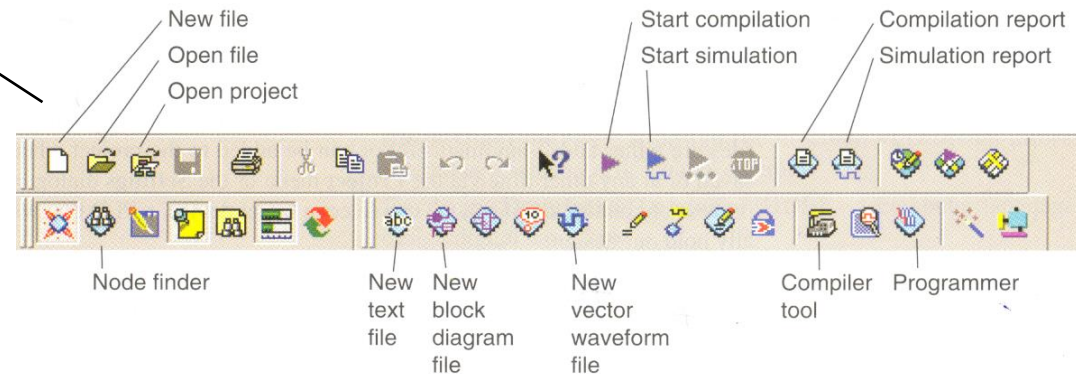 New file
Open file
Open project
Start compilation
Start simulation
Compilation report
Simulation report
?
STOP
abc
10
Node finder
New
text
file
New
block
diagram
file
New
vector
waveform
file
Compiler
tool
Programmer